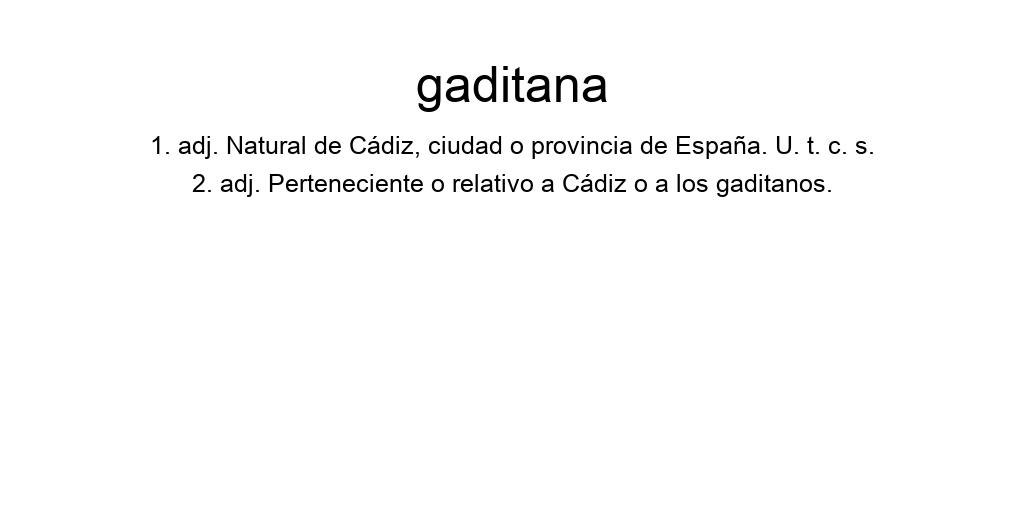 gaditana
1. adj. Natural de Cádiz, ciudad o provincia de España. U. t. c. s.
2. adj. Perteneciente o relativo a Cádiz o a los gaditanos.